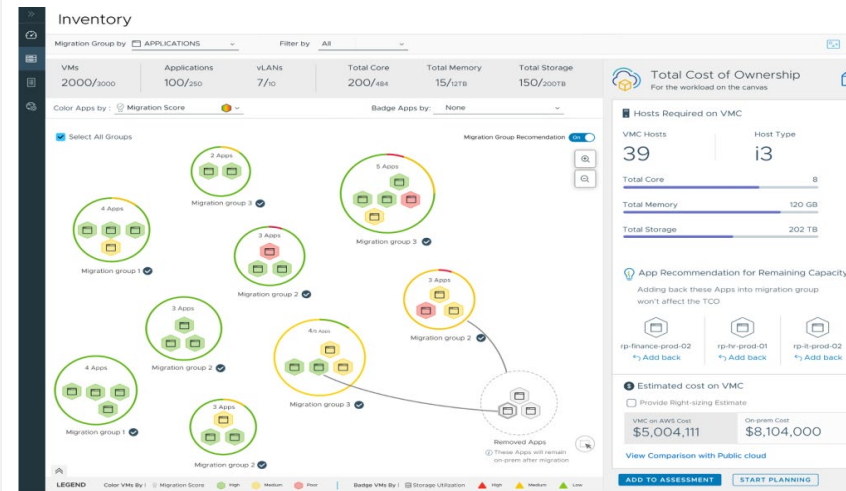 Inventory
Migration Group by APPLICATIONS Filter by All
VMs Applications vLANs Total Core Total Memory Total Storage
2000/3000 100/250 7/10 200/484 15/12TB 150/200TB
Color Apps by : Migration Score Badge Apps by: None
Select All Groups
Migration Group Recomendation On
2 Apps
Migration group 3
5 Apps
Migration group 3
4 Apps
Migration group 1
3 Apps
Migration group 2
3 Apps
Migration group 2
3 Apps
Migration group 2
4/5 Apps
Migration group 3
4 Apps
Migration group 1
3 Apps
Migration group 2
Removed Apps
These Apps will remain
on-prem after migration
LEGEND Color VMs By | Migration Score High Medium Poor Badge VMs By | Storage Utilization High Medium Low
Total Cost of Ownership
For the workload on the canvas
Hosts Required on VMC
VMC Hosts Host Type
39 i3
Total Core 8
Total Memory 120 GB
Total Storage 202 TB
App Recommendation for Remaining Capacity
Adding back these Apps into migration group
won't affect the TCO
rp-finance-prod-02 rp-hr-prod-01 rp-it-prod-02
Add back Add back Add back
Estimated cost on VMC
Provide Right-sizing Estimate
VMC on AWS Cost On-prem Cost
$5,004,111 $8,104,000
View Comparison with Public cloud
ADD TO ASSESSMENT START PLANNING